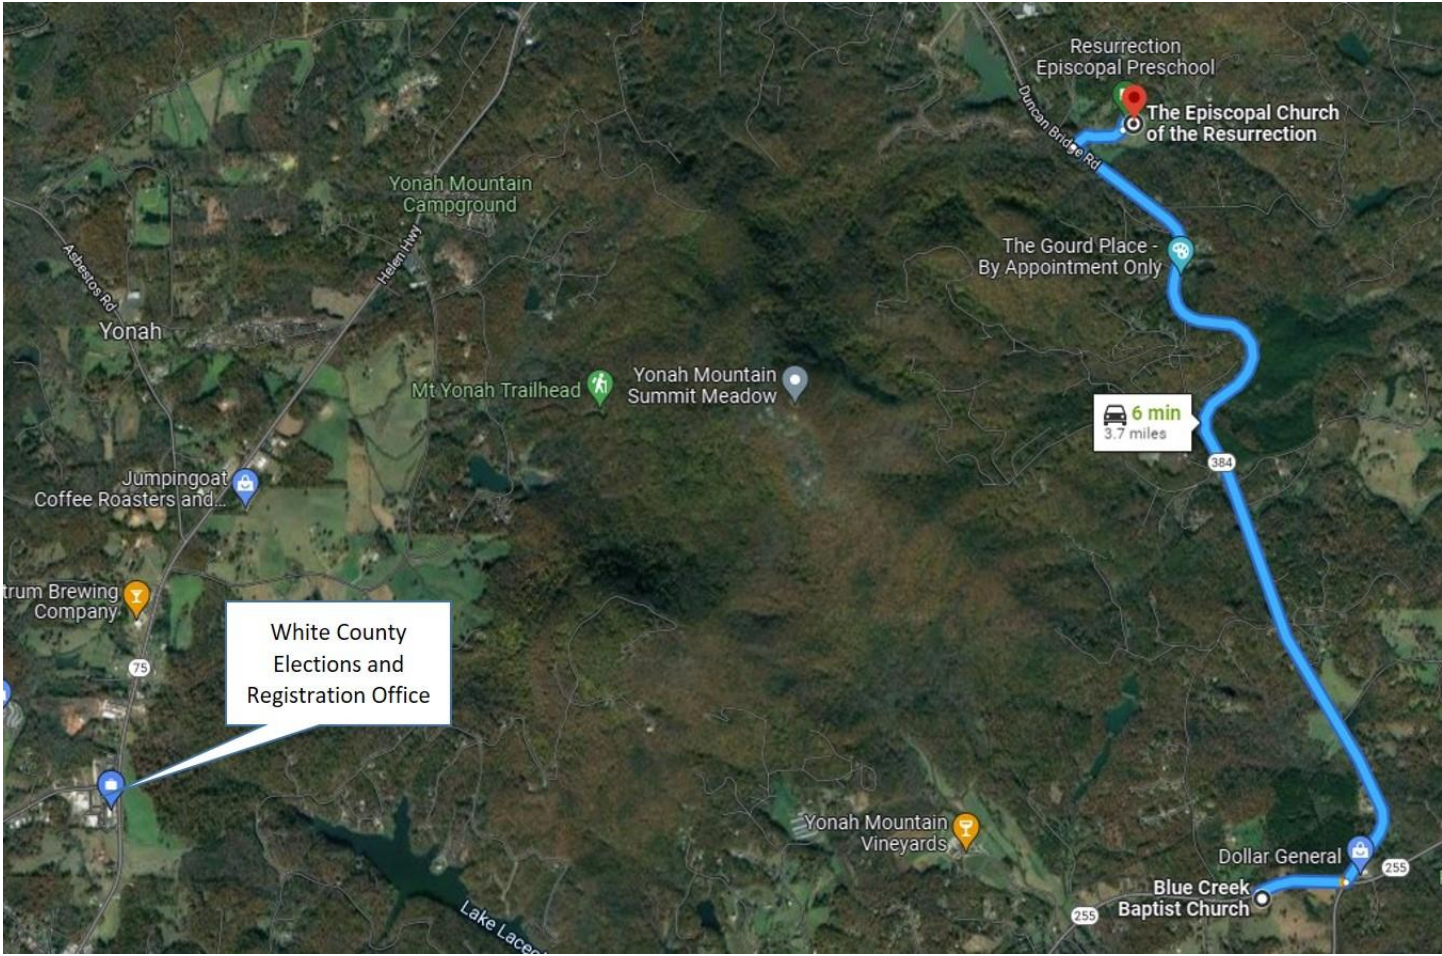 Resurrection
Episcopal Preschool
The Episcopal Church
of the Resurrection
Duncan Bridge Rd
Yonah Mountain
Campground
Helen Hwy
Asbestos Rd
The Gourd Place -
By Appointment Only
Yonah
Mt Yonah Trailhead
Yonah Mountain
Summit Meadow
6 min
3.7 miles
384
Jumpingoat
Coffee Roasters and...
trum Brewing
Company
White County
Elections and
Registration Office
75
Yonah Mountain
Vineyards
Dollar General
255
Blue Creek
Baptist Church
255
Lake Laceo